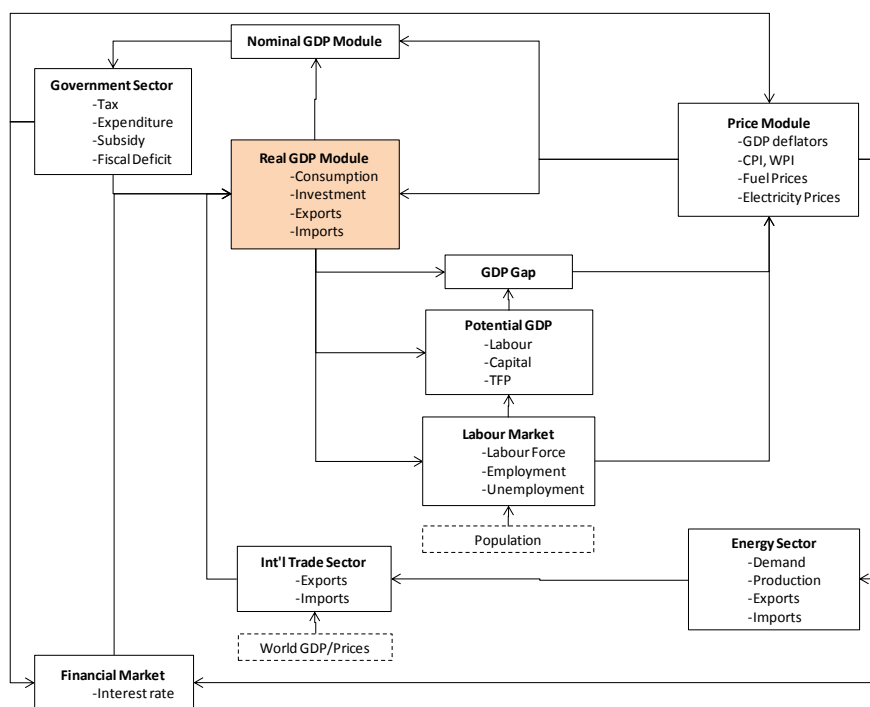 Nominal GDP Module
Government Sector
-Tax
-Expenditure
-Subsidy
-Fiscal Deficit
Real GDP Module
-Consumption
-Investment
-Exports
-Imports
Price Module
-GDP deflators
-CPI, WPI
-Fuel Prices
-Electricity Prices
GDP Gap
Potential GDP
-Labour
-Capital
-TFP
Labour Market
-Labour Force
-Employment
-Unemployment
Population
Int'l Trade Sector
-Exports
-Imports
World GDP/Prices
Energy Sector
-Demand
-Production
-Exports
-Imports
Financial Market
-Interest rate